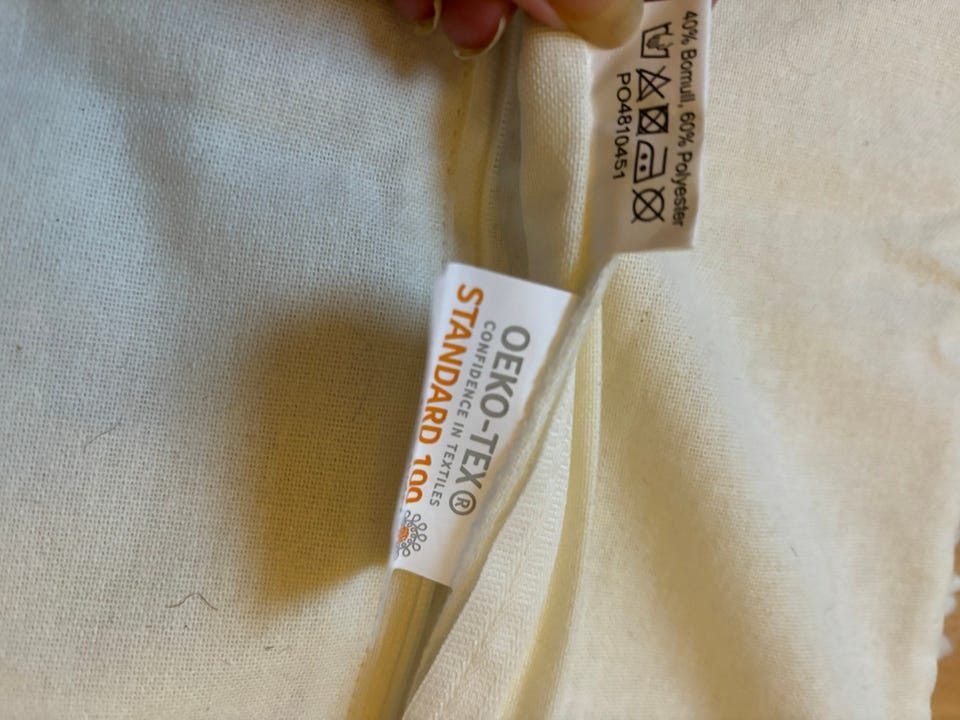 40% Bomull, 60% Polyester
PO4810451
OEKO-TEX®
CONFIDENCE IN TEXTILES
STANDARD 100